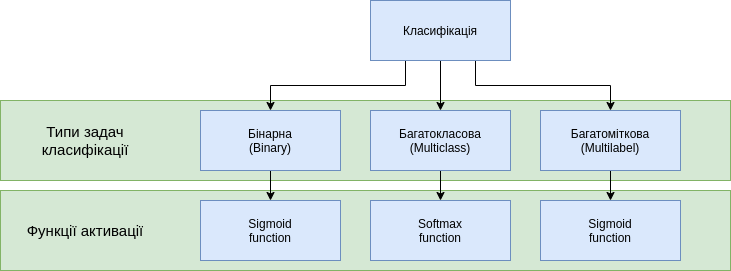 Класифікація
Типи задач
класифікації
Бінарна
(Binary)
Багатокласова
(Multiclass)
Багатоміткова
(Multilabel)
Функції активації
Sigmoid
function
Softmax
function
Sigmoid
function